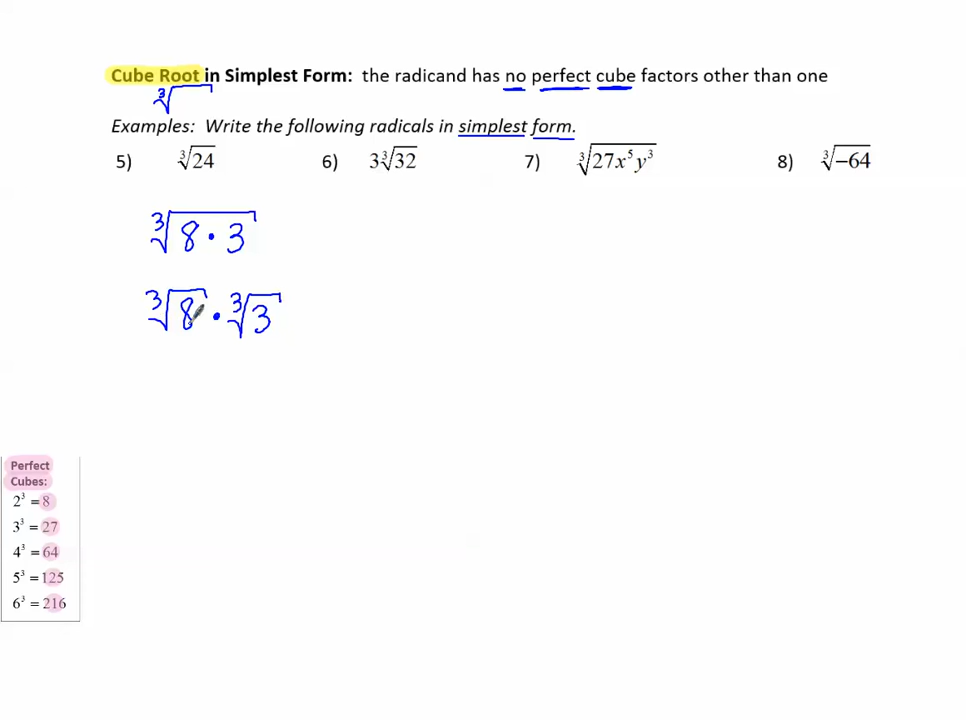 Cube Root in Simplest Form: the radicand has no perfect cube factors other than one
∛
Examples: Write the following radicals in simplest form.
5) ∛24 6) 3∛32 7) ∛27x⁵y³ 8) ∛−64
∛8 · 3
∛8 · ∛3
Perfect
Cubes:
2³ = 8
3³ = 27
4³ = 64
5³ = 125
6³ = 216